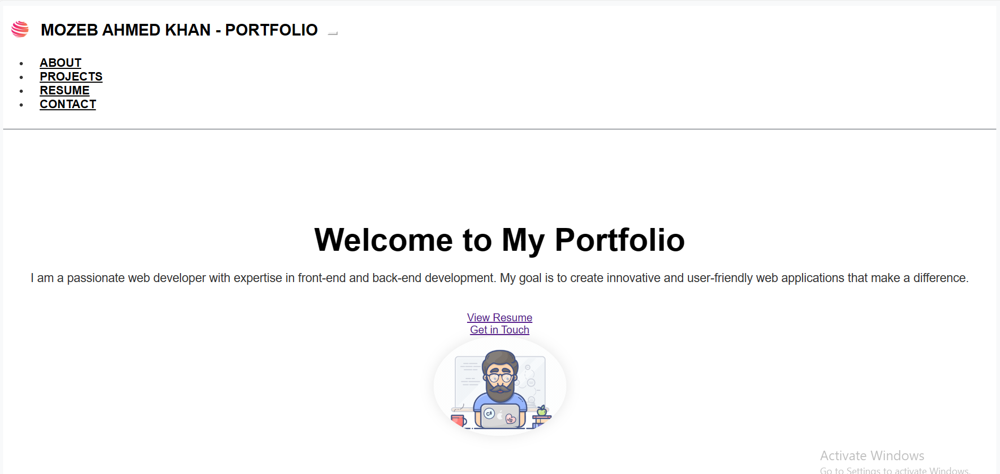 MOZEB AHMED KHAN - PORTFOLIO
ABOUT
PROJECTS
RESUME
CONTACT
Welcome to My Portfolio
I am a passionate web developer with expertise in front-end and back-end development. My goal is to create innovative and user-friendly web applications that make a difference.
View Resume
Get in Touch
C#
JS
Activate Windows
Go to Settings to activate Windows.